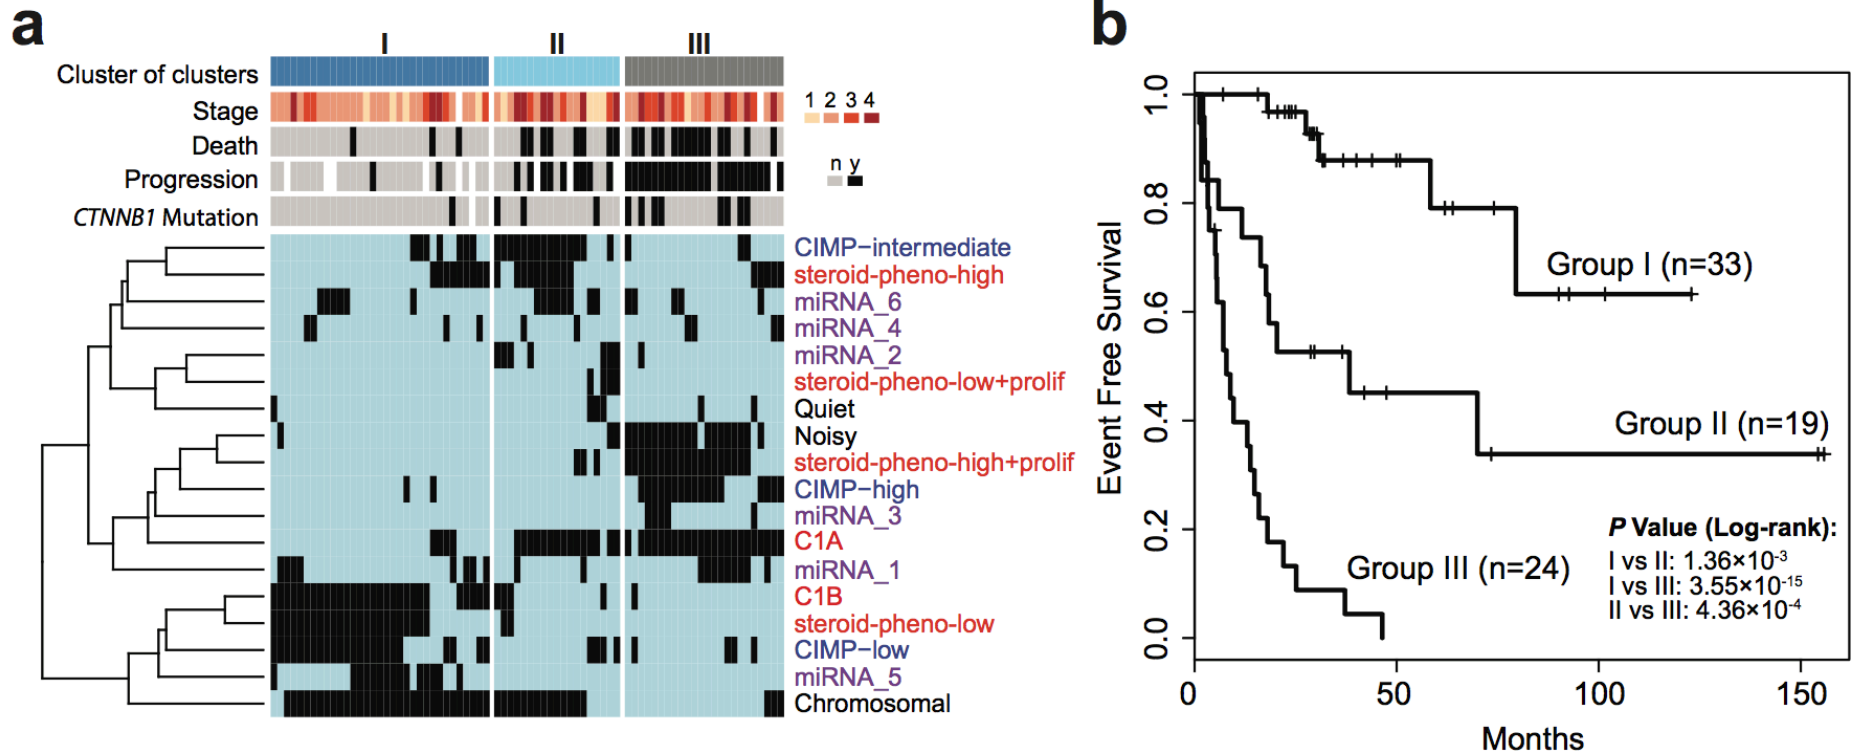 a
I II III
Cluster of clusters
Stage
Death
Progression
CTNNB1 Mutation
1 2 3 4
n y
CIMP−intermediate
steroid-pheno-high
miRNA_6
miRNA_4
miRNA_2
steroid-pheno-low+prolif
Quiet
Noisy
steroid-pheno-high+prolif
CIMP−high
miRNA_3
C1A
miRNA_1
C1B
steroid-pheno-low
CIMP−low
miRNA_5
Chromosomal
b
Event Free Survival
1.0
0.8
0.6
0.4
0.2
0.0
Group I (n=33)
Group II (n=19)
Group III (n=24)
P Value (Log-rank):
I vs II: 1.36×10⁻³
I vs III: 3.55×10⁻¹⁵
II vs III: 4.36×10⁻⁴
0 50 100 150
Months